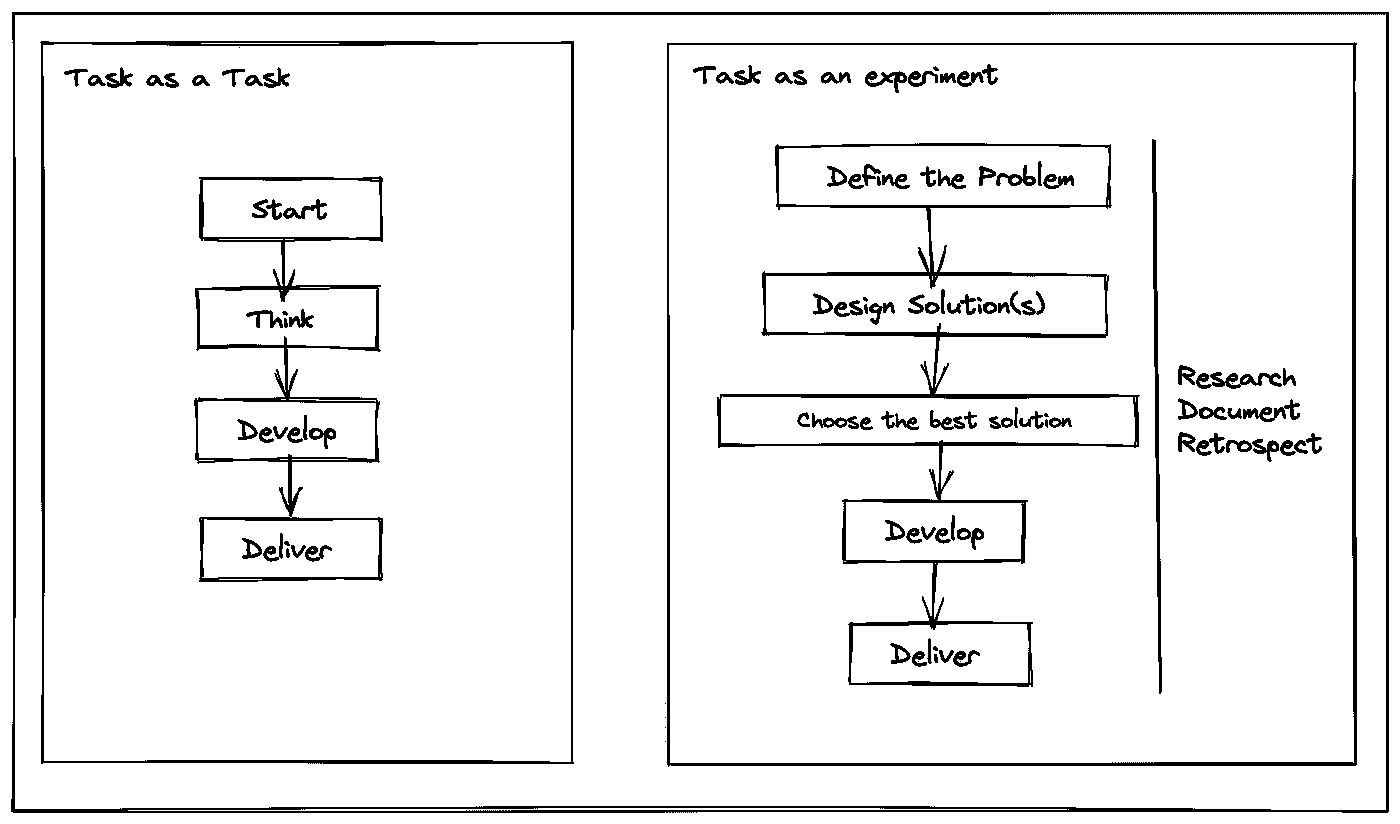 Task as a Task
Start
Think
Develop
Deliver
Task as an experiment
Define the Problem
Design Solution(s)
Choose the best solution
Develop
Deliver
Research
Document
Retrospect